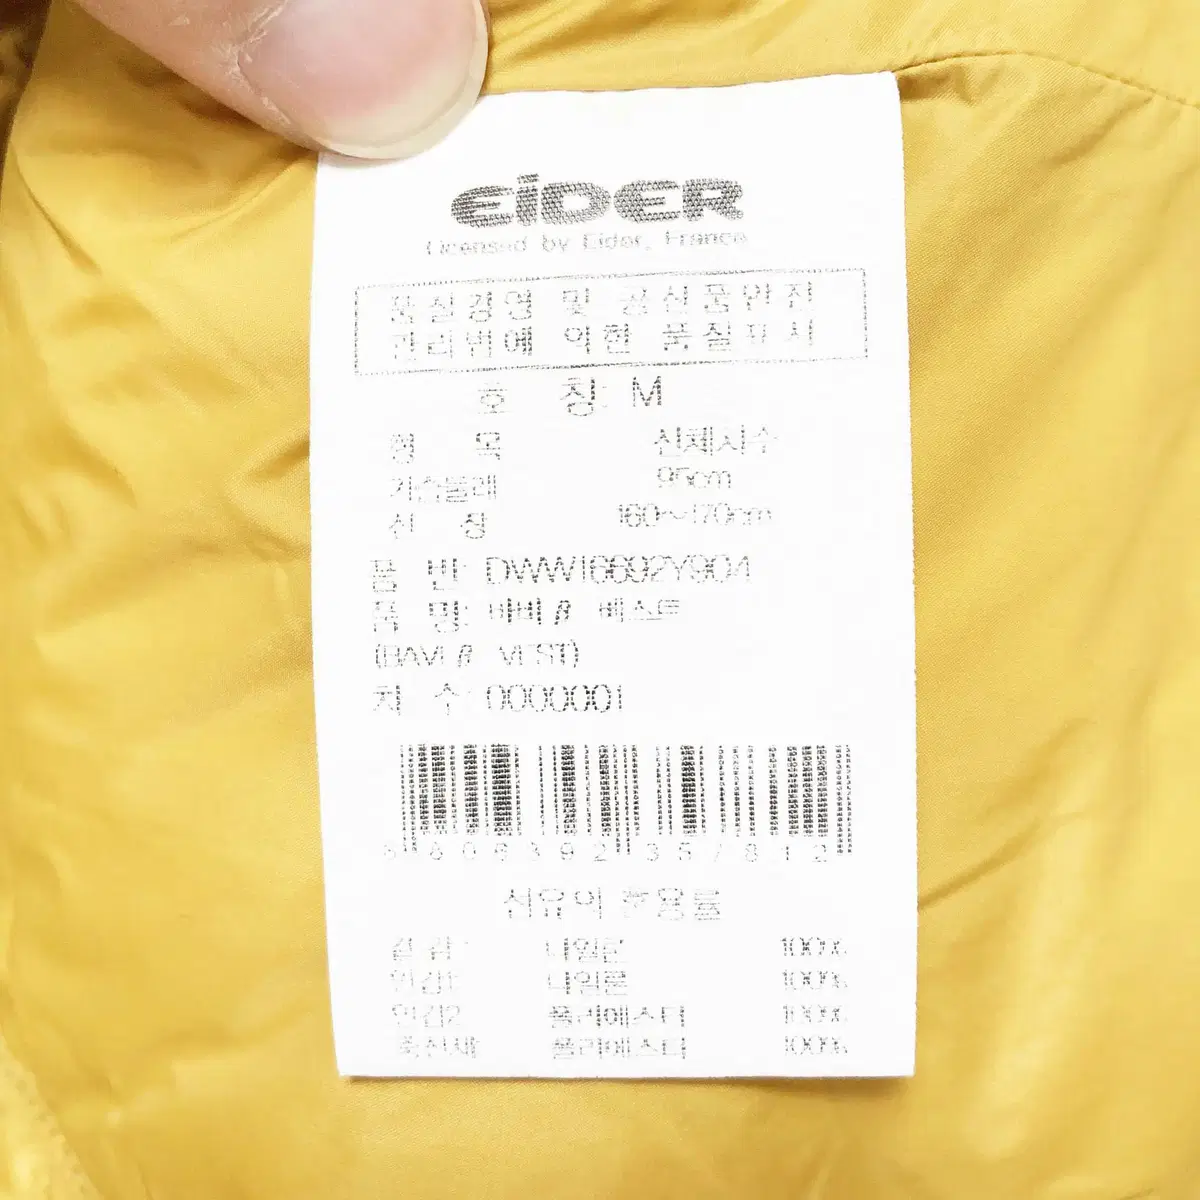 EiDER
Licensed by Eider, France
품질경영 및 공산품안전
관리법에 의한 품질표시
호 칭: M
항 목 신체치수
가슴둘레 95cm
신 장 160~170cm
품 번: DWW16692Y904
품 명: 베스트
VEST)
차 수: 0000001
섬유의 혼용률
겉감 나일론 100%
안감1 나일론 100%
안감2 폴리에스터 100%
충전재 폴리에스터 100%